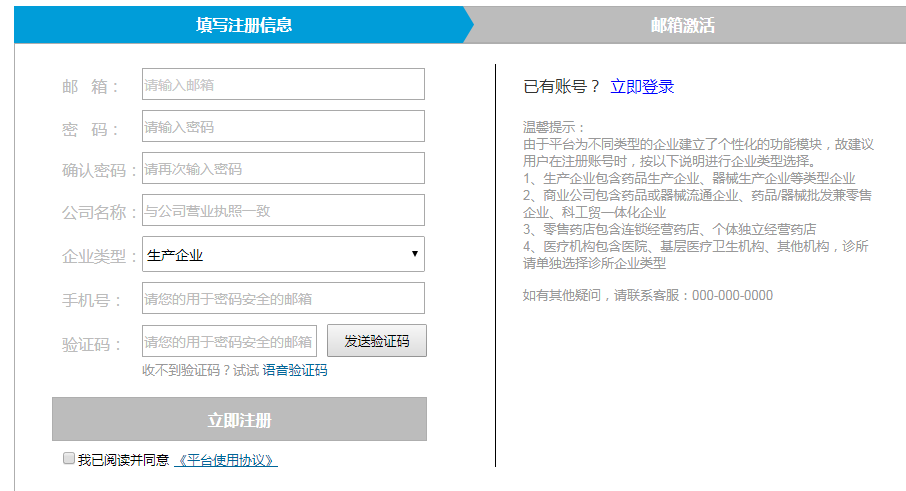 填写注册信息
邮箱激活
邮 箱： 请输入邮箱
密 码： 请输入密码
确认密码： 请再次输入密码
公司名称： 与公司营业执照一致
企业类型： 生产企业
手机号： 请您的用于密码安全的邮箱
验证码： 请您的用于密码安全的邮箱 发送验证码
收不到验证码？试试 语音验证码
立即注册
我已阅读并同意 《平台使用协议》
已有账号？ 立即登录
温馨提示：
由于平台为不同类型的企业建立了个性化的功能模块，故建议
用户在注册账号时，按以下说明进行企业类型选择。
1、生产企业包含药品生产企业、器械生产企业等类型企业
2、商业公司包含药品或器械流通企业、药品/器械批发兼零售
企业、科工贸一体化企业
3、零售药店包含连锁经营药店、个体独立经营药店
4、医疗机构包含医院、基层医疗卫生机构、其他机构，诊所
请单独选择诊所企业类型
如有其他疑问，请联系客服：000-000-0000